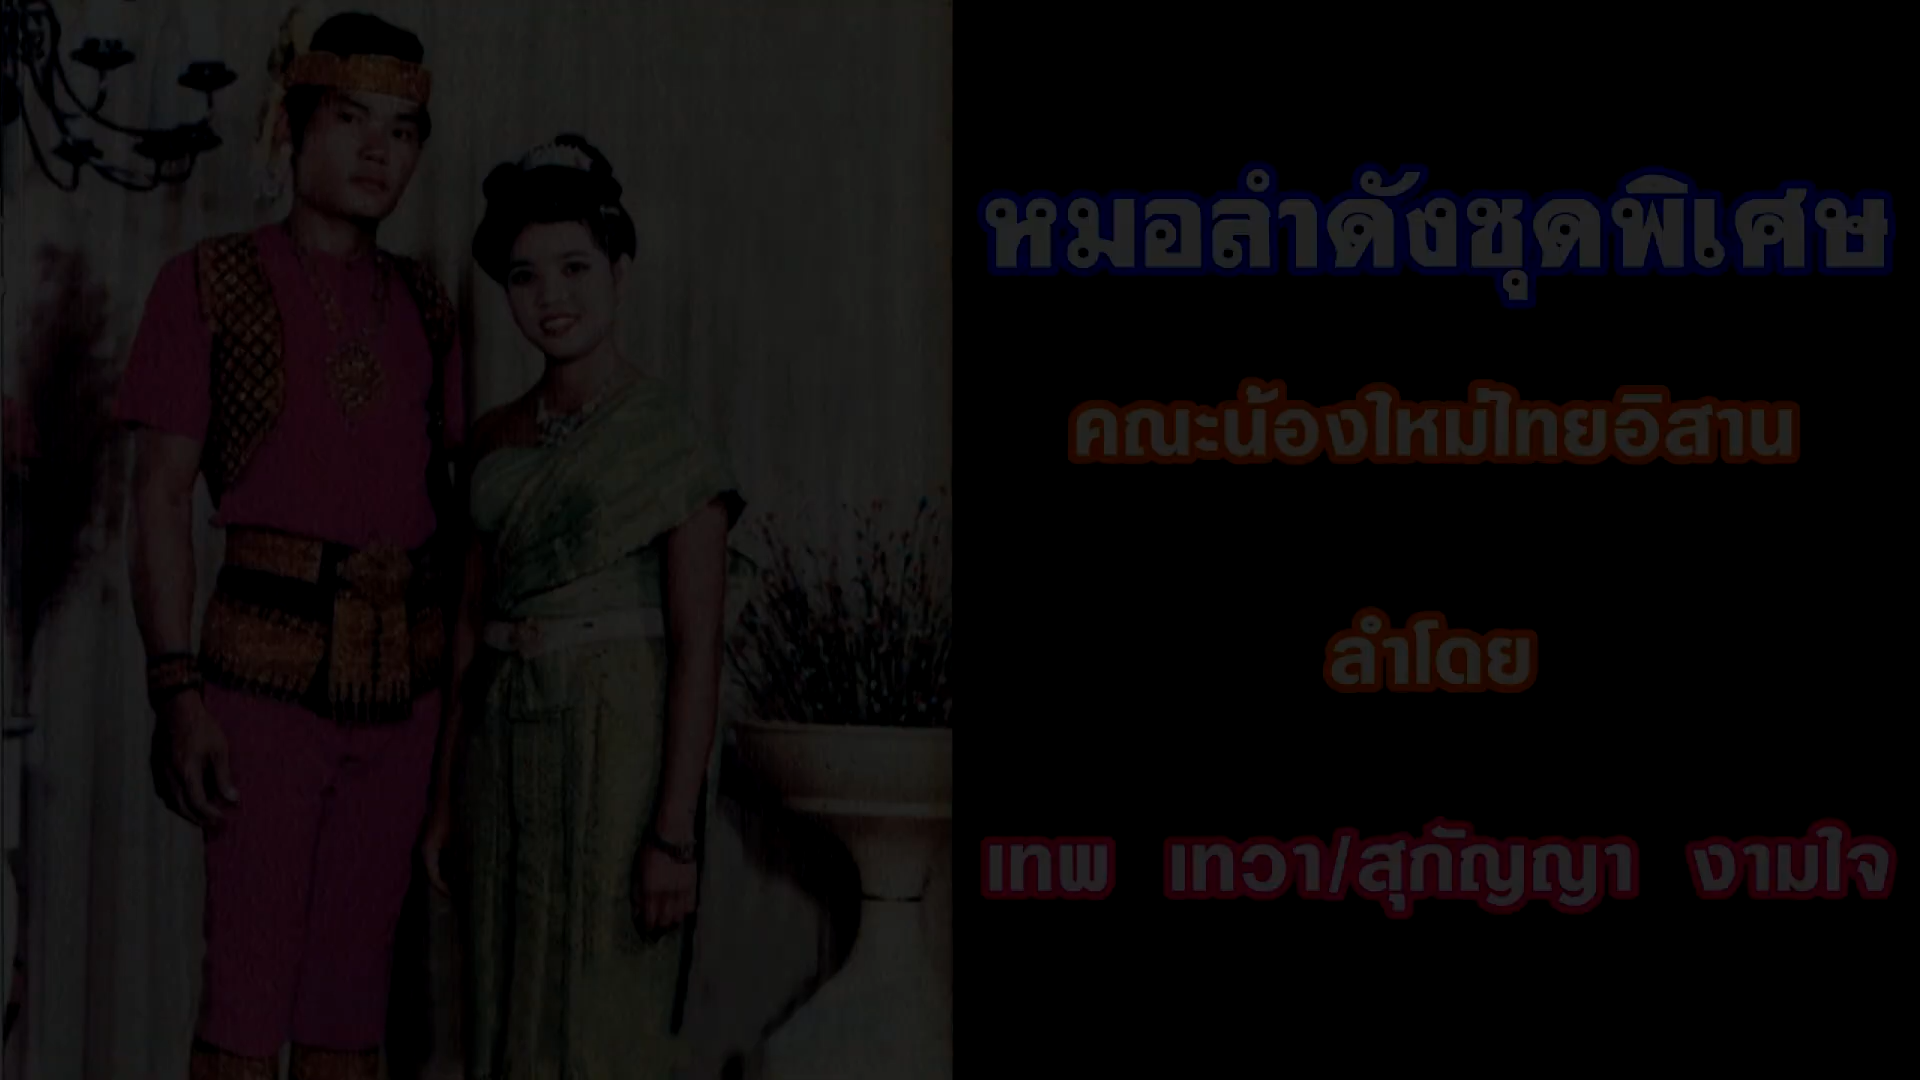 หมอลำดังชุดพิเศษ
คณะน้องใหม่ไทยอิสาน
ลำโดย
เทพ เทวา/สุกัญญา งามใจ